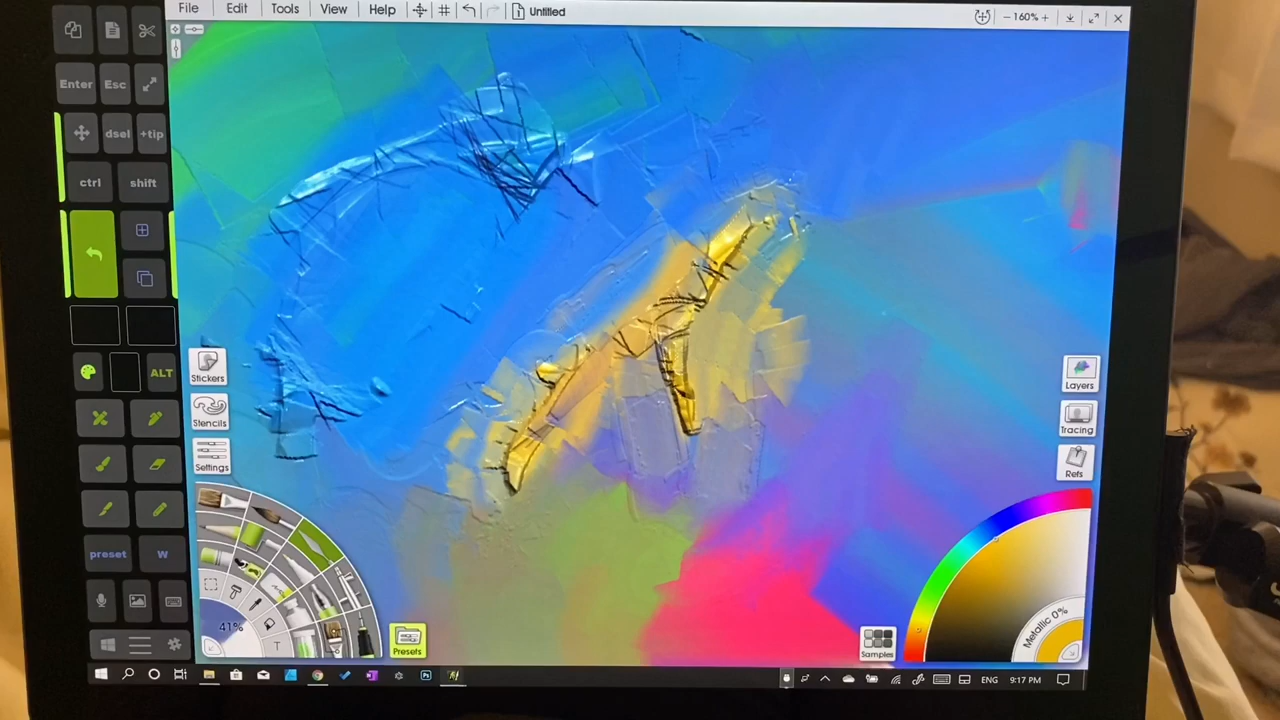 File Edit Tools View Help Untitled - 160% +
Enter Esc
dsel +tip
ctrl shift
ALT
preset W
Stickers
Stencils
Settings
41%
T
Presets
Layers
Tracing
Refs
Metallic 0%
Samples
ENG 9:17 PM